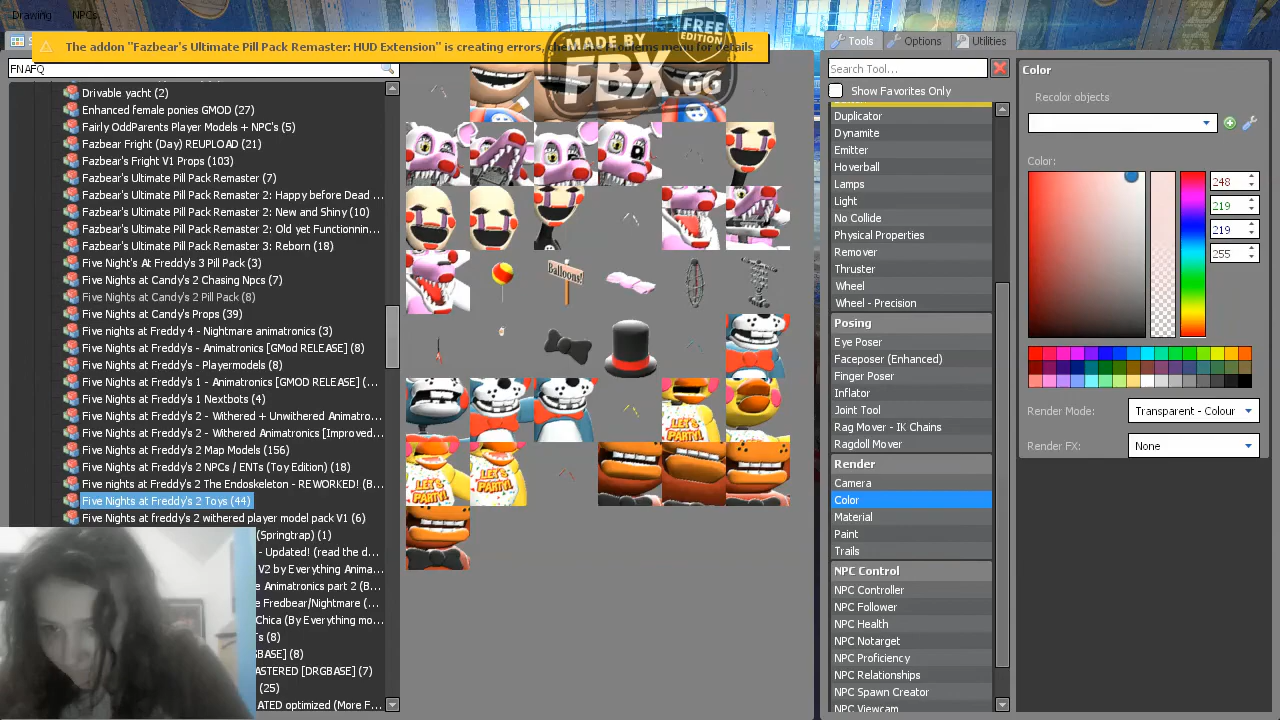 Drawing NPCs
The addon "Fazbear's Ultimate Pill Pack Remaster: HUD Extension" is creating errors, che Problems menu for details
MADE BY
FREE
EDITION
FBX.GG
FNAFQ
Drivable yacht (2)
Enhanced female ponies GMOD (27)
Fairly OddParents Player Models + NPC's (5)
Fazbear Fright (Day) REUPLOAD (21)
Fazbear's Fright V1 Props (103)
Fazbear's Ultimate Pill Pack Remaster (7)
Fazbear's Ultimate Pill Pack Remaster 2: Happy before Dead ...
Fazbear's Ultimate Pill Pack Remaster 2: New and Shiny (10)
Fazbear's Ultimate Pill Pack Remaster 2: Old yet Functionnin...
Fazbear's Ultimate Pill Pack Remaster 3: Reborn (18)
Five Night's At Freddy's 3 Pill Pack (3)
Five Nights at Candy's 2 Chasing Npcs (7)
Five Nights at Candy's 2 Pill Pack (8)
Five Nights at Candy's Props (39)
Five nights at Freddy 4 - Nightmare animatronics (3)
Five Nights at Freddy's - Animatronics [GMod RELEASE] (8)
Five Nights at Freddy's - Playermodels (8)
Five Nights at Freddy's 1 - Animatronics [GMOD RELEASE] (...
Five Nights at Freddy's 1 Nextbots (4)
Five Nights at Freddy's 2 - Withered + Unwithered Animatro...
Five Nights at Freddy's 2 - Withered Animatronics [Improved...
Five Nights at Freddy's 2 Map Models (156)
Five Nights at Freddy's 2 NPCs / ENTs (Toy Edition) (18)
Five nights at Freddy's 2 The Endoskeleton - REWORKED! (B...
Five Nights at Freddy's 2 Toys (44)
Five Nights at freddy's 2 withered player model pack V1 (6)
(Springtrap) (1)
- Updated! (read the d...
V2 by Everything Anima...
e Animatronics part 2 (B...
e Fredbear/Nightmare (...
Chica (By Everything mo...
Ts (8)
&GBASE] (8)
ASTERED [DRGBASE] (7)
(25)
ATED optimized (More F...
Balloons!
LET'S
PARTY!
LET'S
PARTY!
LET'S
PARTY!
Tools Options Utilities
Search Tool...
Show Favorites Only
Duplicator
Dynamite
Emitter
Hoverball
Lamps
Light
No Collide
Physical Properties
Remover
Thruster
Wheel
Wheel - Precision
Posing
Eye Poser
Faceposer (Enhanced)
Finger Poser
Inflator
Joint Tool
Rag Mover - IK Chains
Ragdoll Mover
Render
Camera
Color
Material
Paint
Trails
NPC Control
NPC Controller
NPC Follower
NPC Health
NPC Notarget
NPC Proficiency
NPC Relationships
NPC Spawn Creator
NPC Viewcam
Color
Recolor objects
Color:
248
219
219
255
Render Mode: Transparent - Colour
Render FX: None